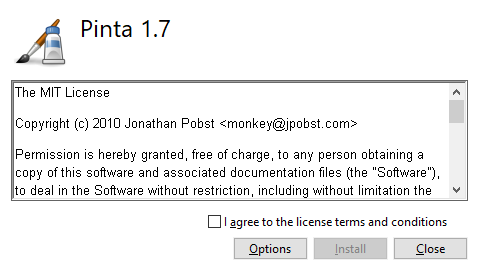 Pinta 1.7
The MIT License
Copyright (c) 2010 Jonathan Pobst <monkey@jpobst.com>
Permission is hereby granted, free of charge, to any person obtaining a
copy of this software and associated documentation files (the "Software"),
to deal in the Software without restriction, including without limitation the
I agree to the license terms and conditions
Options
Install
Close